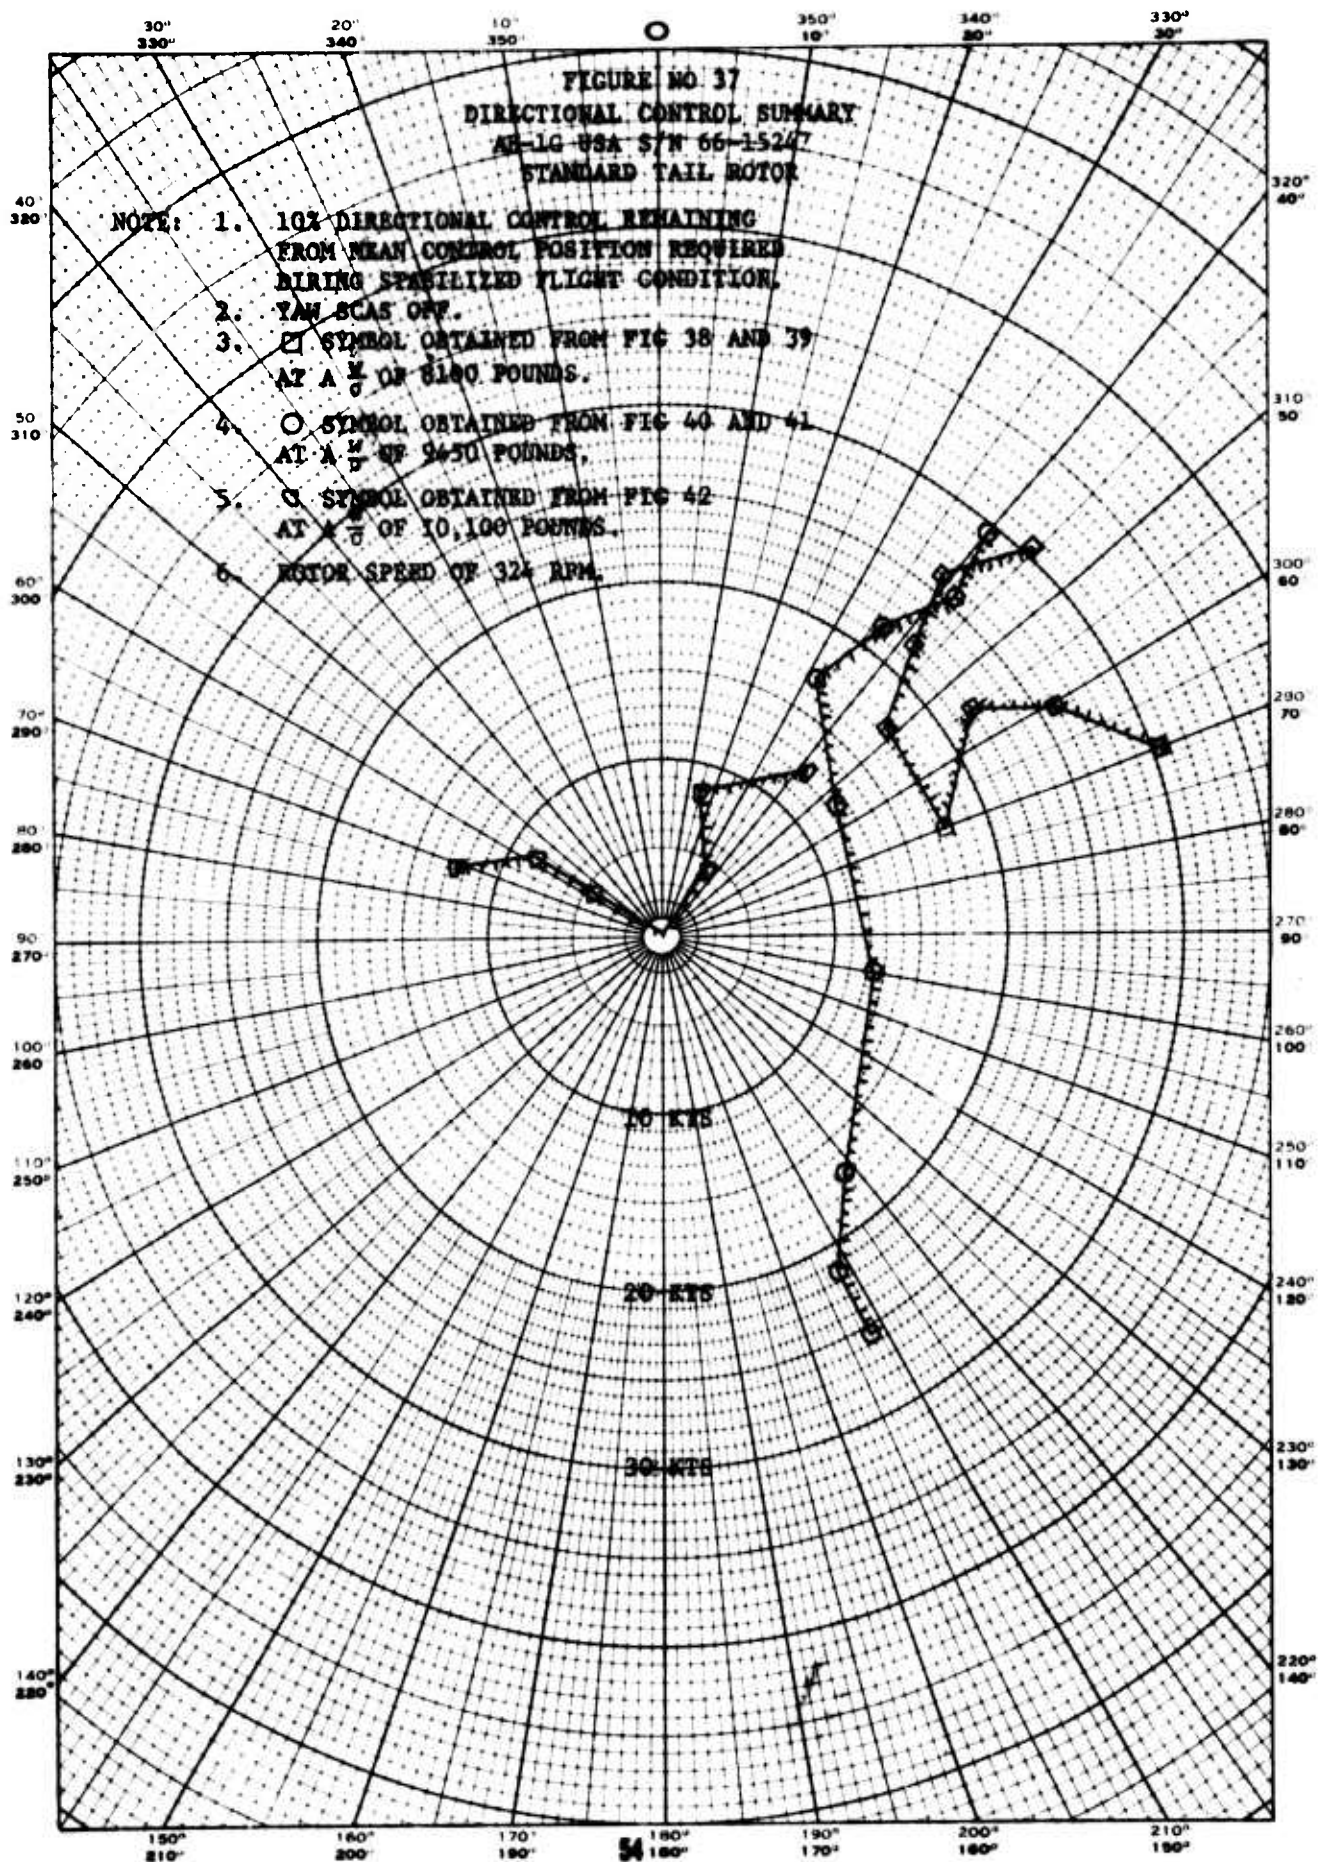 30° 20° 10° O 350° 340° 330°
330° 340° 350° 10° 20° 30°
FIGURE NO 37
DIRECTIONAL CONTROL SUMMARY
AH-1G USA S/N 66-15247
STANDARD TAIL ROTOR
NOTE: 1. 10% DIRECTIONAL CONTROL REMAINING
FROM MEAN CONTROL POSITION REQUIRED
DIRING STABILIZED FLIGHT CONDITION.
2. YAW SCAS OFF.
3. SYMBOL OBTAINED FROM FIG 38 AND 39
AT A W/σ OF 8100 POUNDS.
4. SYMBOL OBTAINED FROM FIG 40 AND 41
AT A W/σ OF 9450 POUNDS.
5. SYMBOL OBTAINED FROM FIG 42
AT A W/σ OF 10,100 POUNDS.
6. ROTOR SPEED OF 324 RPM.
40°
320°
50
310
60°
300
70°
290°
80
280°
90
270°
100°
260
110°
250°
120°
240°
130°
230°
140°
220°
320°
40°
310
50
300
60
290
70°
280
80°
270
90
260
100
250
110
240
120
230°
130°
220°
140°
10 KTS
20 KTS
30 KTS
150° 160° 170° 180° 190° 200° 210°
210° 200° 190° 54 180° 170° 160°